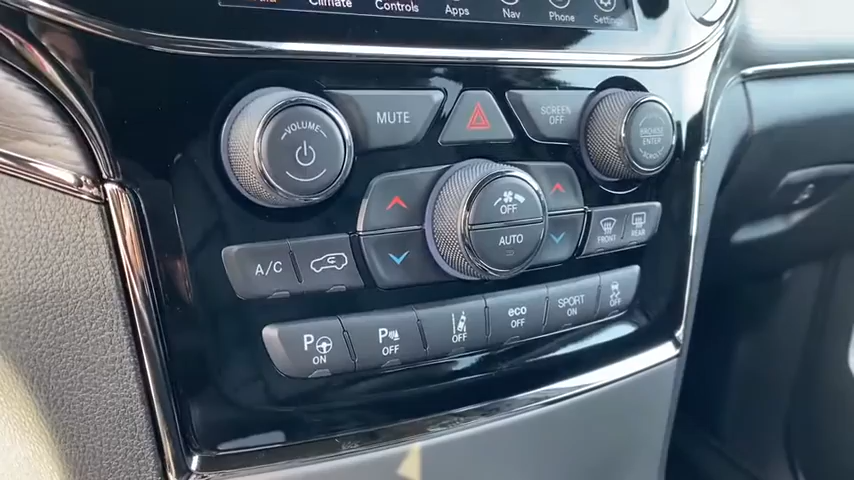 Climate
Controls
Apps
Nav
Phone
VOLUME
MUTE
SCREEN
OFF
BROWSE
ENTER
SCROLL
OFF
AUTO
FRONT
REAR
A/C
P ON
P OFF
OFF
eco OFF
SPORT ON
OFF